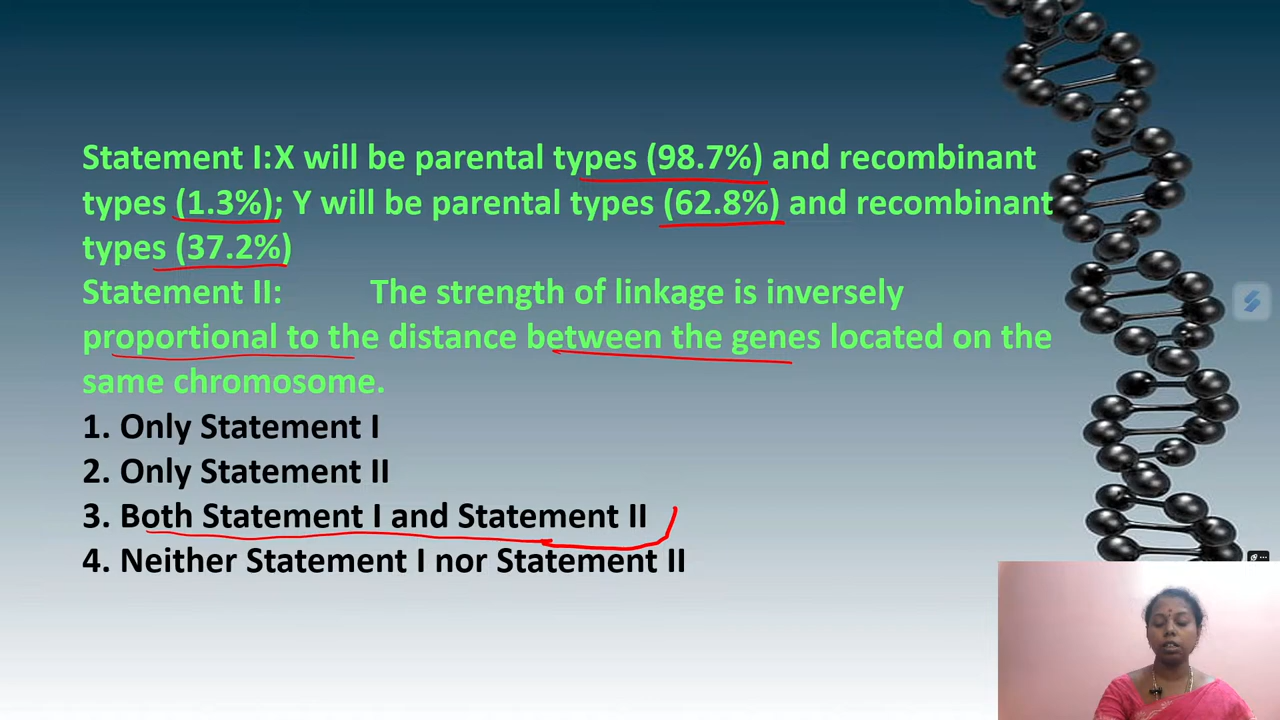 Statement I:X will be parental types (98.7%) and recombinant
types (1.3%); Y will be parental types (62.8%) and recombinant
types (37.2%)
Statement II: The strength of linkage is inversely
proportional to the distance between the genes located on the
same chromosome.
1. Only Statement I
2. Only Statement II
3. Both Statement I and Statement II
4. Neither Statement I nor Statement II